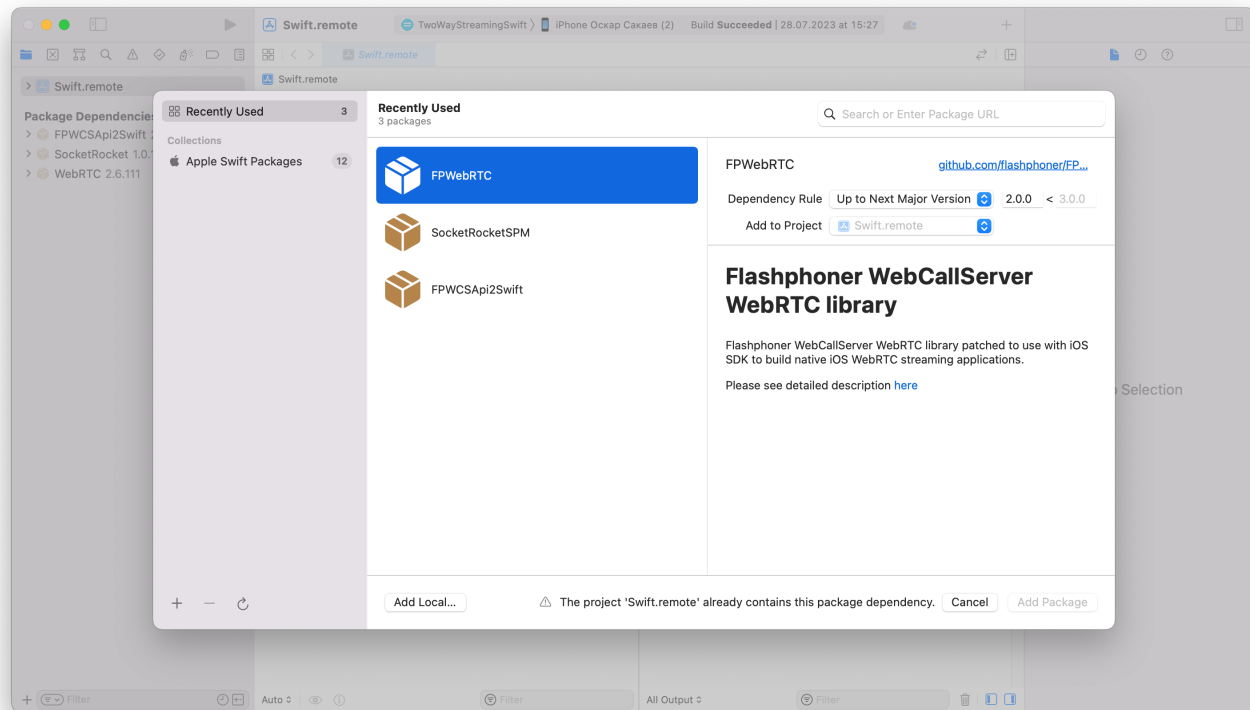 Swift.remote
TwoWayStreamingSwift
iPhone Оскар Сакаев (2)
Build Succeeded | 28.07.2023 at 15:27
Swift.remote
Swift.remote
Swift.remote
Package Dependencies
FPWCSApi2Swift
SocketRocket 1.0.
WebRTC 2.6.111
Recently Used 3
Collections
Apple Swift Packages 12
Recently Used
3 packages
Search or Enter Package URL
FPWebRTC
SocketRocketSPM
FPWCSApi2Swift
FPWebRTC
github.com/flashphoner/FP...
Dependency Rule Up to Next Major Version 2.0.0 < 3.0.0
Add to Project Swift.remote
Flashphoner WebCallServer
WebRTC library
Flashphoner WebCallServer WebRTC library patched to use with iOS
SDK to build native iOS WebRTC streaming applications.
Please see detailed description here
Selection
Add Local...
The project 'Swift.remote' already contains this package dependency.
Cancel
Add Package
Filter
Auto
Filter
All Output
Filter